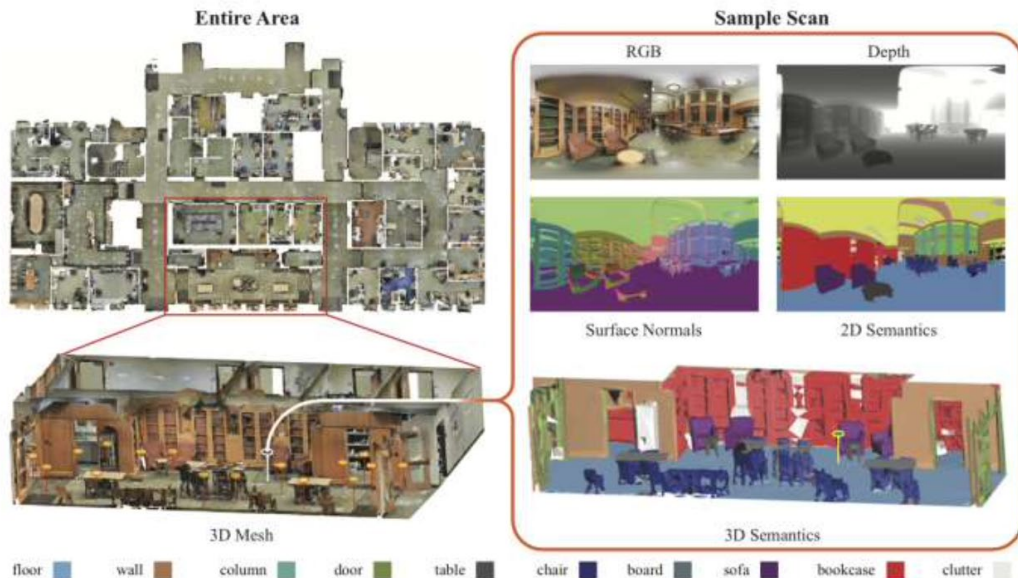 Entire Area
Sample Scan
RGB
Depth
Surface Normals
2D Semantics
3D Mesh
3D Semantics
floor wall column door table chair board sofa bookcase clutter